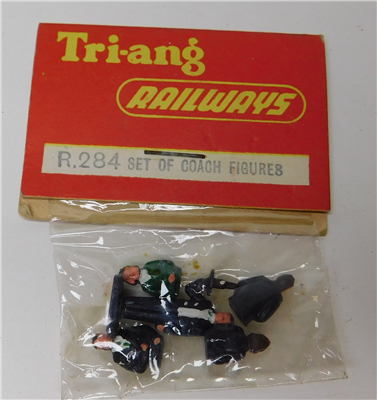 Tri-ang
RAILWAYS
R.284 SET OF COACH FIGURES